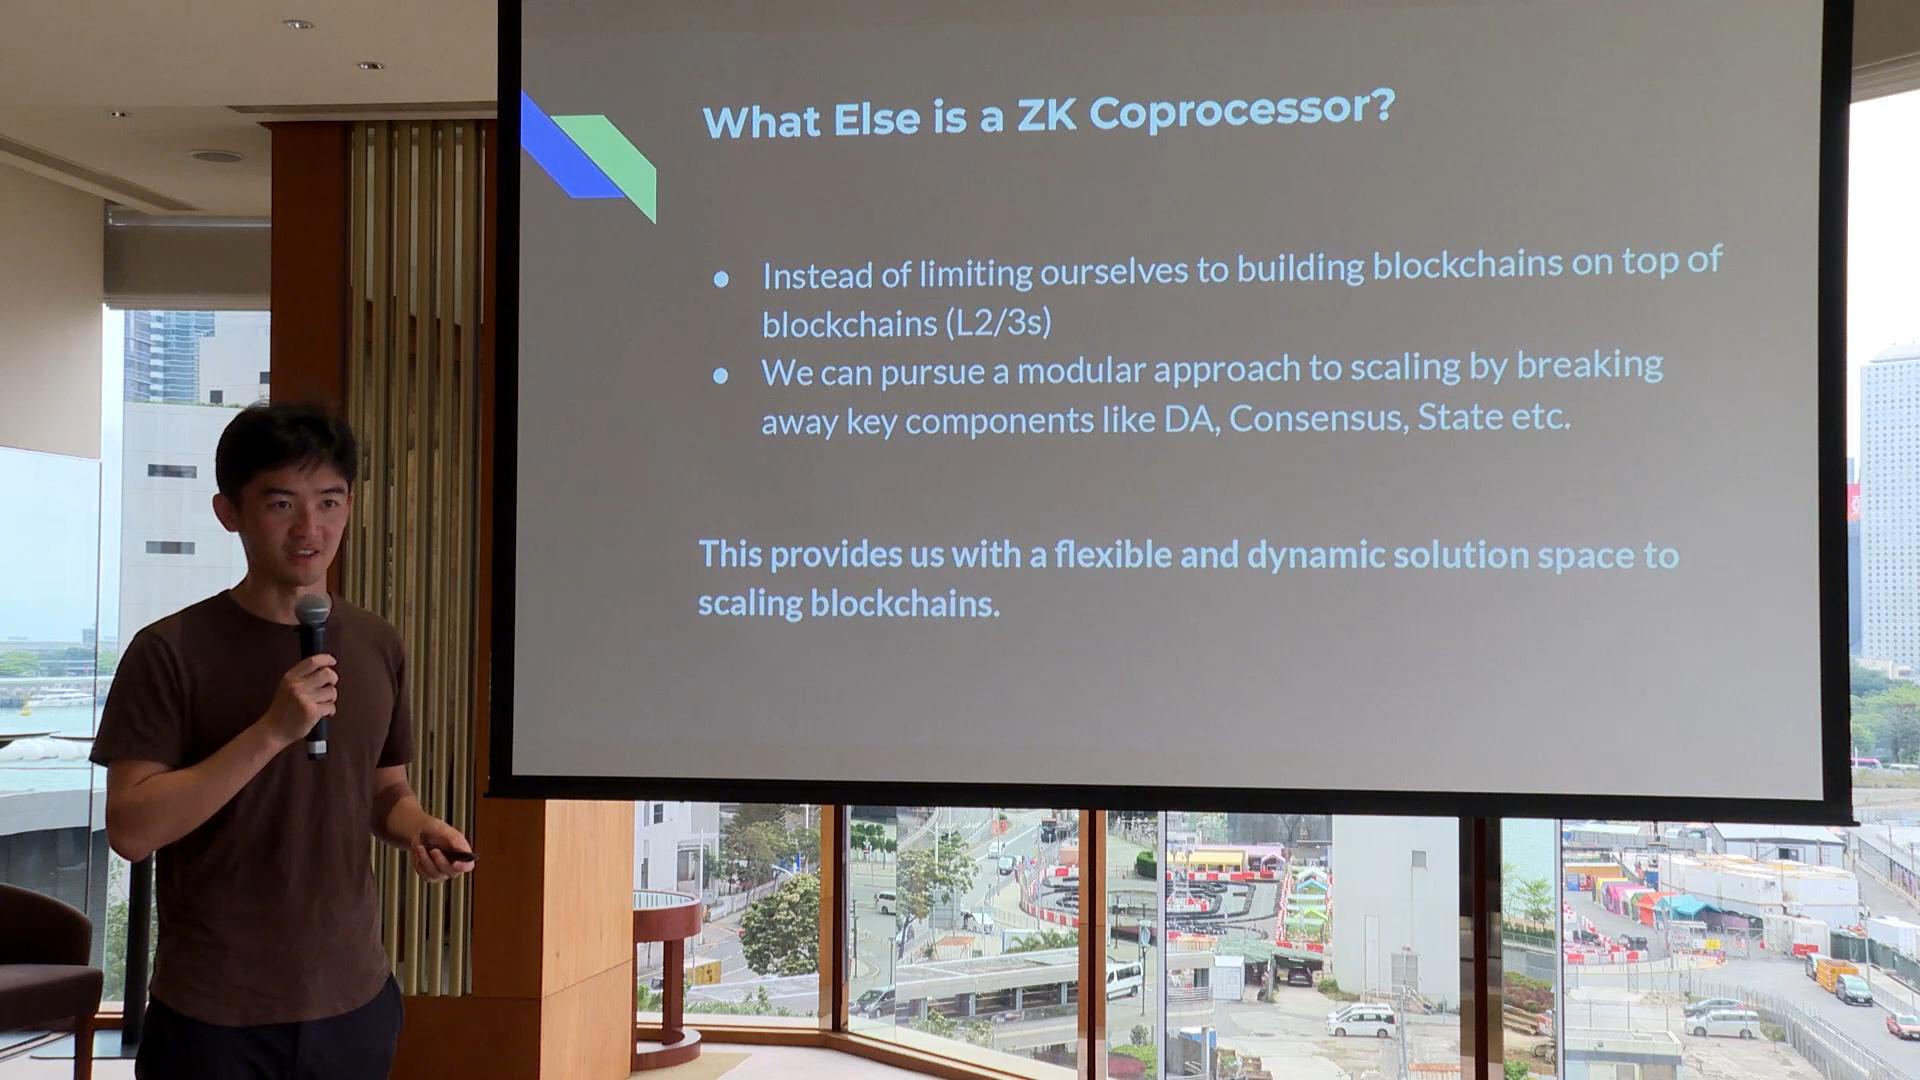 What Else is a ZK Coprocessor?
● Instead of limiting ourselves to building blockchains on top of
blockchains (L2/3s)
● We can pursue a modular approach to scaling by breaking
away key components like DA, Consensus, State etc.
This provides us with a flexible and dynamic solution space to
scaling blockchains.